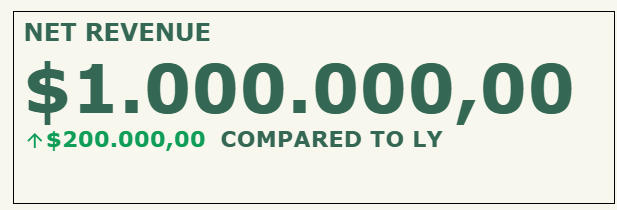 NET REVENUE
$1.000.000,00
↑$200.000,00 COMPARED TO LY